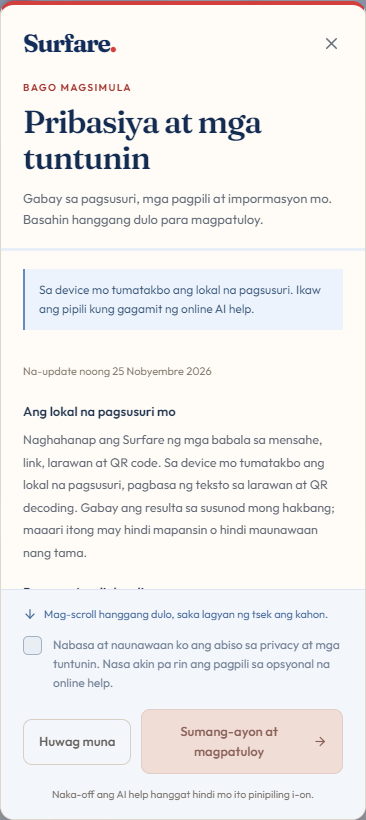 Surfare.
BAGO MAGSIMULA
Pribasiya at mga
tuntunin
Gabay sa pagsusuri, mga pagpili at impormasyon mo.
Basahin hanggang dulo para magpatuloy.
Sa device mo tumatakbo ang lokal na pagsusuri. Ikaw
ang pipili kung gagamit ng online AI help.
Na-update noong 25 Nobyembre 2026
Ang lokal na pagsusuri mo
Naghahanap ang Surfare ng mga babala sa mensahe,
link, larawan at QR code. Sa device mo tumatakbo ang
lokal na pagsusuri, pagbasa ng teksto sa larawan at QR
decoding. Gabay ang resulta sa susunod mong hakbang;
maaari itong may hindi mapansin o hindi maunawaan
nang tama.
Mag-scroll hanggang dulo, saka lagyan ng tsek ang kahon.
Nabasa at naunawaan ko ang abiso sa privacy at mga
tuntunin. Nasa akin pa rin ang pagpili sa opsyonal na
online help.
Huwag muna
Sumang-ayon at
magpatuloy
Naka-off ang AI help hanggat hindi mo ito pinipiling i-on.